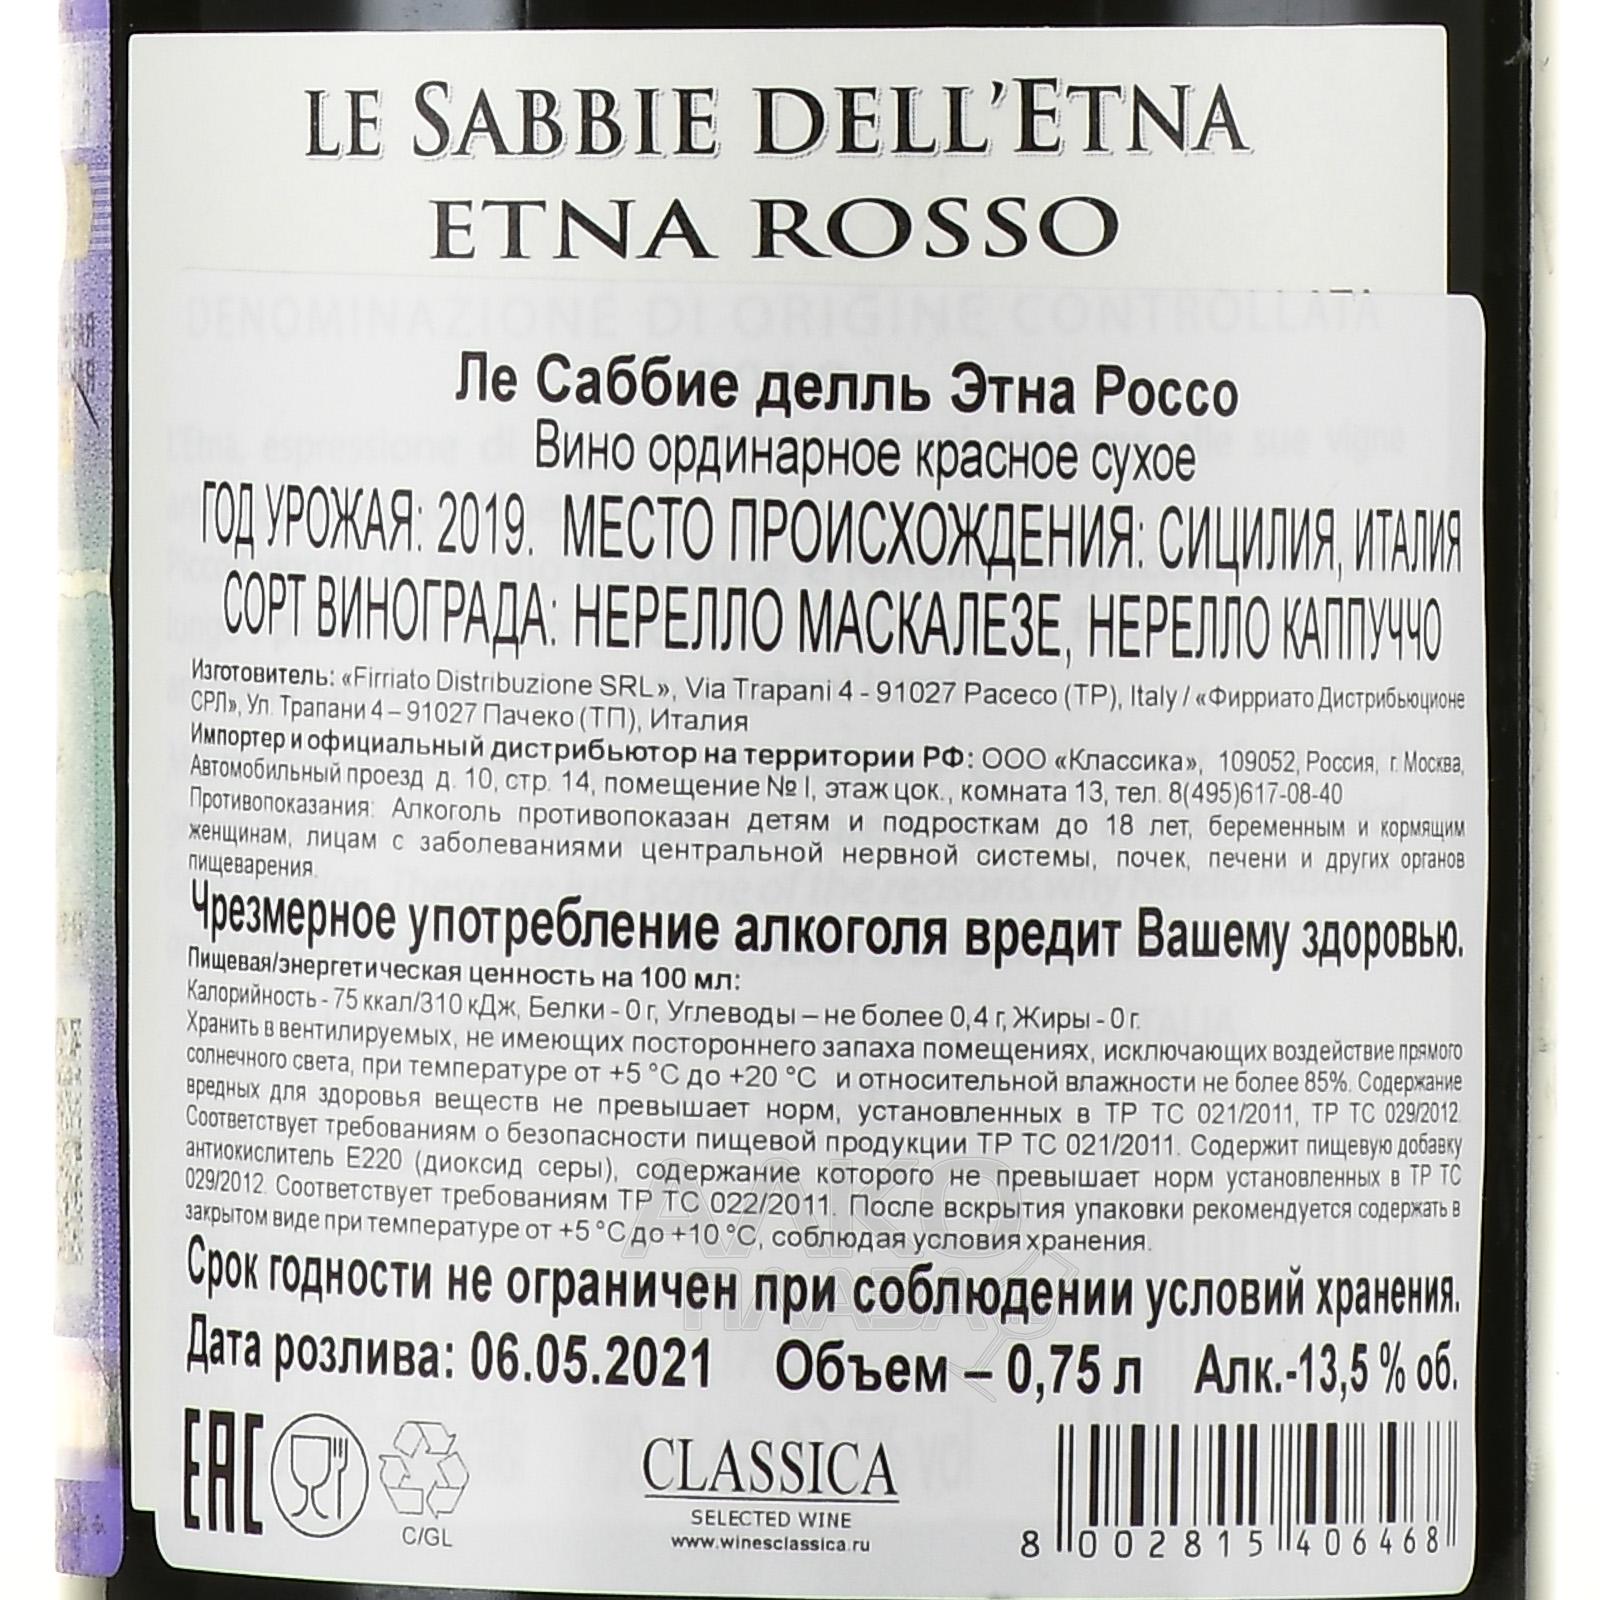 LE SABBIE DELL'ETNA
ETNA ROSSO
DENOMINAZIONE DI ORIGINE CONTROLLATA
Ле Саббие делль Этна Россо
Вино ординарное красное сухое
ГОД УРОЖАЯ: 2019. МЕСТО ПРОИСХОЖДЕНИЯ: СИЦИЛИЯ, ИТАЛИЯ
СОРТ ВИНОГРАДА: НЕРЕЛЛО МАСКАЛЕЗЕ, НЕРЕЛЛО КАППУЧЧО
Изготовитель: «Firriato Distribuzione SRL», Via Trapani 4 - 91027 Paceco (TP), Italy / «Фирриато Дистрибьюционе
СРЛ», Ул. Трапани 4 – 91027 Пачеко (ТП), Италия
Импортер и официальный дистрибьютор на территории РФ: ООО «Классика», 109052, Россия, г. Москва,
Автомобильный проезд д. 10, стр. 14, помещение № I, этаж цок., комната 13, тел. 8(495)617-08-40
Противопоказания: Алкоголь противопоказан детям и подросткам до 18 лет, беременным и кормящим
женщинам, лицам с заболеваниями центральной нервной системы, почек, печени и других органов
пищеварения.
Чрезмерное употребление алкоголя вредит Вашему здоровью.
Пищевая/энергетическая ценность на 100 мл:
Калорийность - 75 ккал/310 кДж, Белки - 0 г, Углеводы – не более 0,4 г, Жиры - 0 г.
Хранить в вентилируемых, не имеющих постороннего запаха помещениях, исключающих воздействие прямого
солнечного света, при температуре от +5 °C до +20 °C и относительной влажности не более 85%. Содержание
вредных для здоровья веществ не превышает норм, установленных в ТР ТС 021/2011, ТР ТС 029/2012.
Соответствует требованиям о безопасности пищевой продукции ТР ТС 021/2011. Содержит пищевую добавку
антиокислитель Е220 (диоксид серы), содержание которого не превышает норм установленных в ТР ТС
029/2012. Соответствует требованиям ТР ТС 022/2011. После вскрытия упаковки рекомендуется содержать в
закрытом виде при температуре от +5 °C до +10 °C, соблюдая условия хранения.
Срок годности не ограничен при соблюдении условий хранения.
Дата розлива: 06.05.2021 Объем – 0,75 л Алк.-13,5 % об.
EAC
C/GL
CLASSICA
SELECTED WINE
www.winesclassica.ru
8 002815 406468
АЛКО
ПЛАЗА